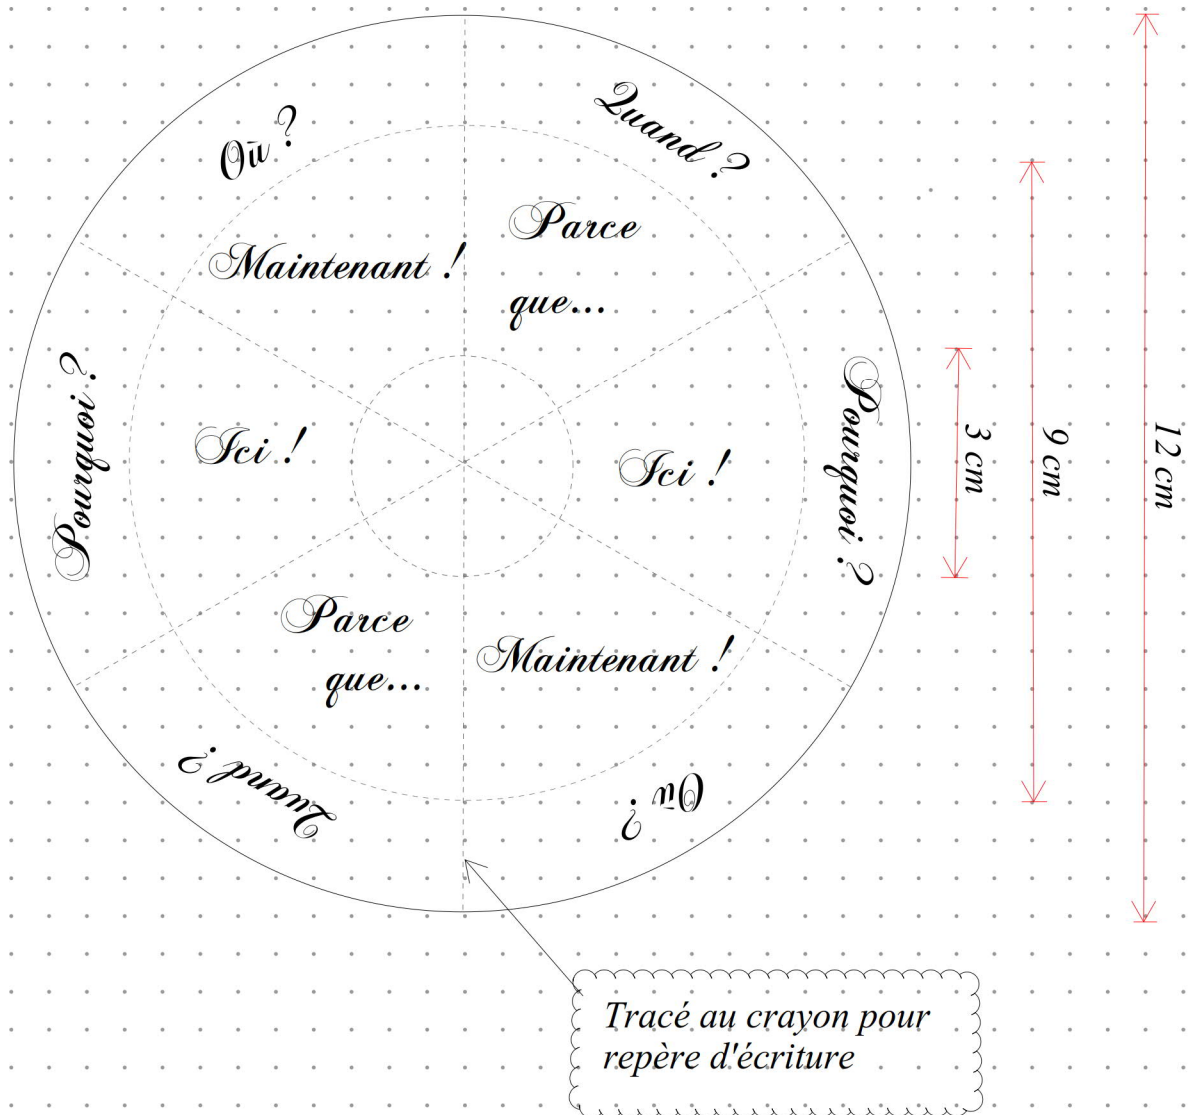 Quand ?
Où ?
Parce
que...
Maintenant !
Pourquoi ?
Pourquoi ?
Ici !
Ici !
3 cm
9 cm
12 cm
Parce
que...
Maintenant !
Quand ?
Où ?
Tracé au crayon pour
repère d'écriture